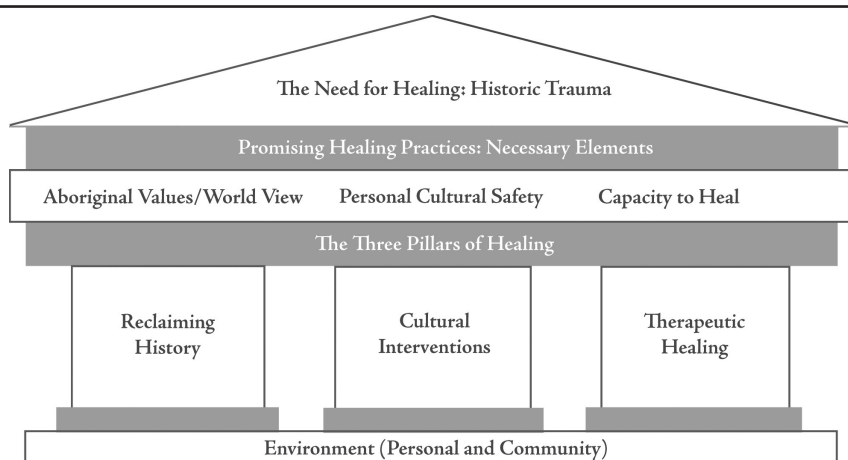 The Need for Healing: Historic Trauma
Promising Healing Practices: Necessary Elements
Aboriginal Values/World View Personal Cultural Safety Capacity to Heal
The Three Pillars of Healing
Reclaiming
History
Cultural
Interventions
Therapeutic
Healing
Environment (Personal and Community)